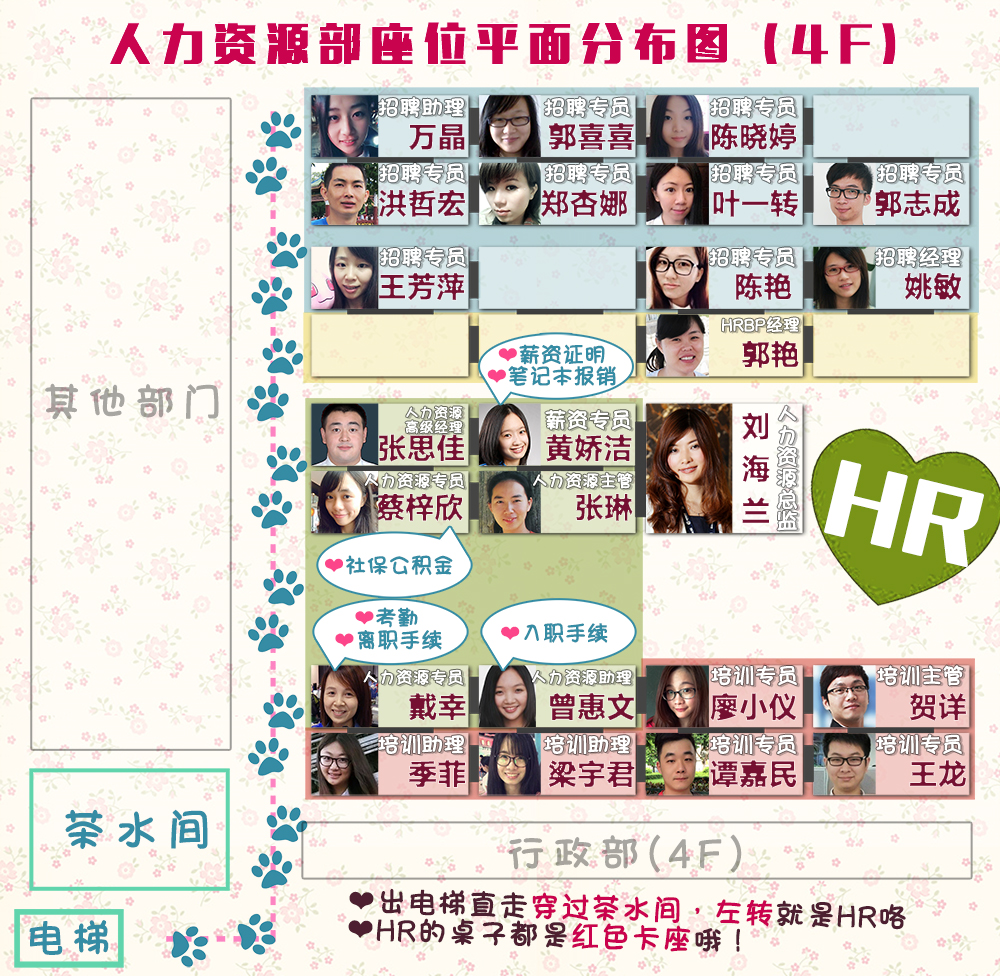 人力资源部座位平面分布图（4F）
招聘助理 招聘专员 招聘专员
万晶 郭喜喜 陈晓婷
招聘专员 招聘专员 招聘专员 招聘专员
洪哲宏 郑杏娜 叶一转 郭志成
招聘专员 招聘专员 招聘经理
王芳萍 陈艳 姚敏
HRBP经理
郭艳
❤薪资证明
❤笔记本报销
其他部门
人力资源
高级经理
张思佳
薪资专员
黄娇洁
刘海兰
人力资源总监
HR
人力资源专员 人力资源主管
蔡梓欣 张琳
❤社保公积金
❤考勤
❤离职手续
❤入职手续
人力资源专员 人力资源助理 培训专员 培训主管
戴幸 曾惠文 廖小仪 贺详
培训助理 培训助理 培训专员 培训专员
季菲 梁宇君 谭嘉民 王龙
茶水间
行政部(4F)
电梯
❤出电梯直走穿过茶水间，左转就是HR咯
❤HR的桌子都是红色卡座哦！